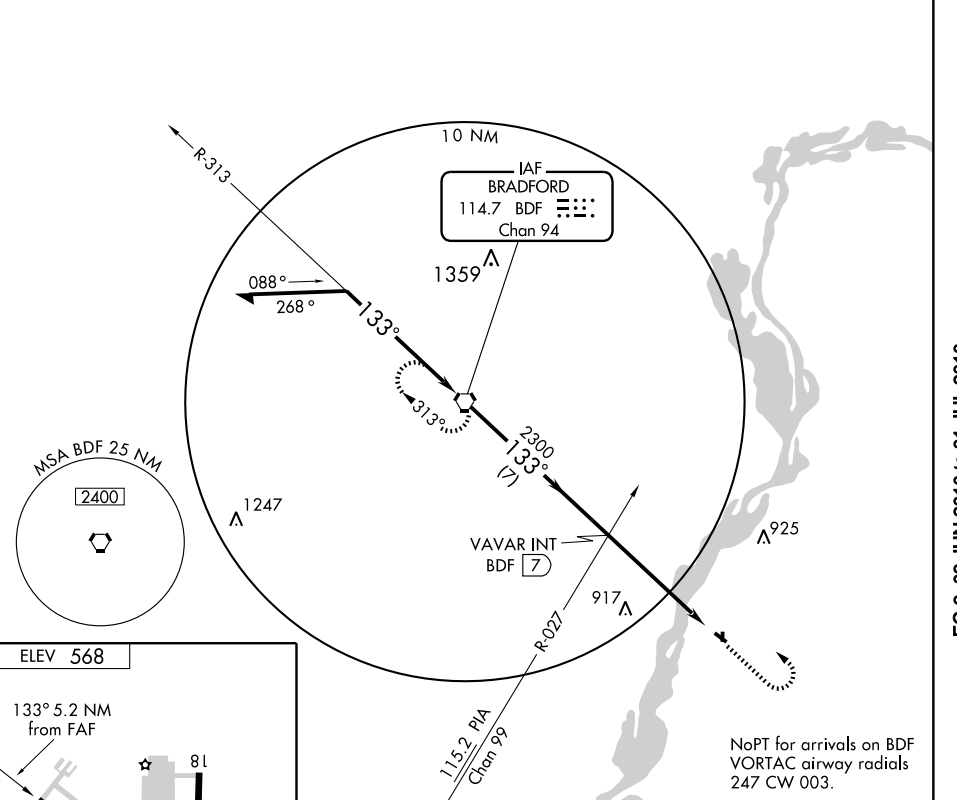 10 NM
R-313
IAF
BRADFORD
114.7 BDF
Chan 94
1359
088°
268°
133°
313°
2300
133°
(7)
MSA BDF 25 NM
2400
1247
VAVAR INT
BDF 7
925
917
R-027
115.2 PIA
Chan 99
ELEV 568
133° 5.2 NM
from FAF
18
NoPT for arrivals on BDF
VORTAC airway radials
247 CW 003.